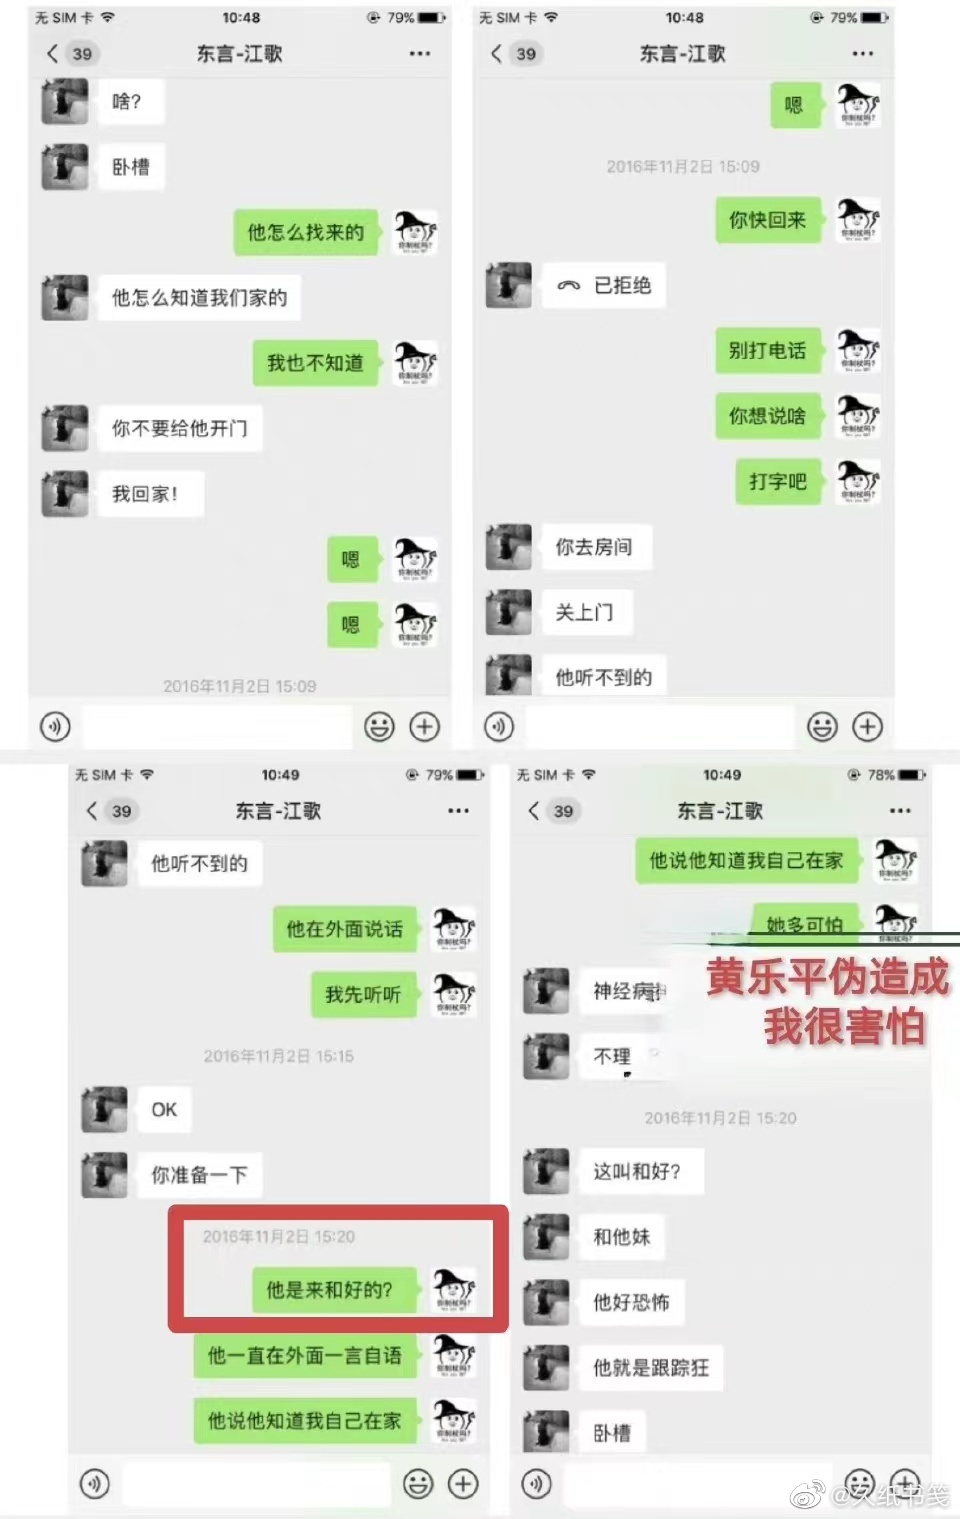 无 SIM 卡
10:48
79%
39
东言-江歌
啥?
卧槽
他怎么找来的
他怎么知道我们家的
我也不知道
你不要给他开门
我回家!
嗯
嗯
2016年11月2日 15:09
无 SIM 卡
10:48
79%
39
东言-江歌
嗯
2016年11月2日 15:09
你快回来
已拒绝
别打电话
你想说啥
打字吧
你去房间
关上门
他听不到的
无 SIM 卡
10:49
79%
39
东言-江歌
他听不到的
他在外面说话
我先听听
2016年11月2日 15:15
OK
你准备一下
2016年11月2日 15:20
他是来和好的?
他一直在外面一言自语
他说他知道我自己在家
无 SIM 卡
10:49
78%
39
东言-江歌
他说他知道我自己在家
她多可怕
黄乐平伪造成
我很害怕
神经病
不理
2016年11月2日 15:20
这叫和好?
和他妹
他好恐怖
他就是跟踪狂
卧槽
@久纸书笺